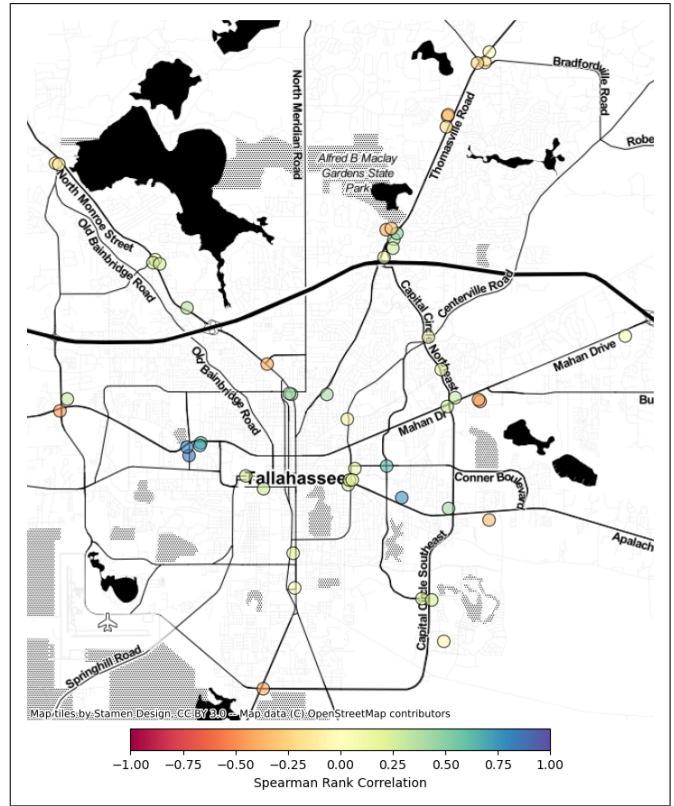 Bradfordville Road
North Meridian Road
Thomasville Road
Robe
Alfred B Maclay
Gardens State
Park
North Monroe Street
Old Bainbridge Road
Centerville Road
Capital Circle Northeast
Mahan Drive
Old Bainbridge Road
Bu
Mahan Dr
Tallahassee
Conner Boulevard
Apalach
Capital Circle Southeast
Springhill Road
Map tiles by Stamen Design, CC BY 3.0 -- Map data (C) OpenStreetMap contributors
−1.00 −0.75 −0.50 −0.25 0.00 0.25 0.50 0.75 1.00
Spearman Rank Correlation